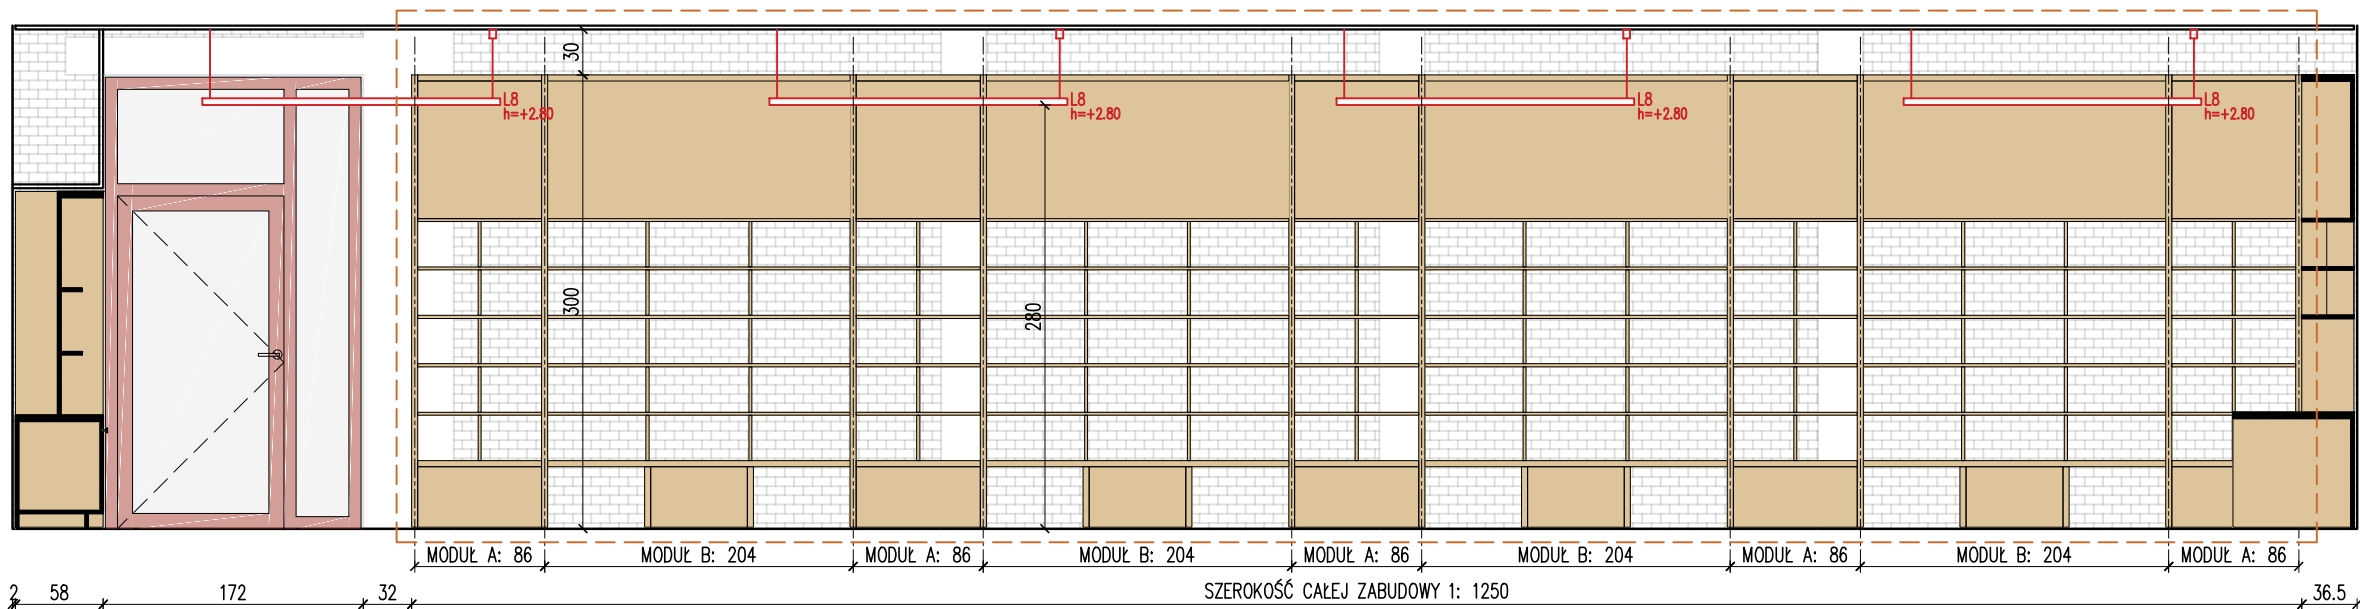 30
L8
h=+2.80
L8
h=+2.80
L8
h=+2.80
L8
h=+2.80
300
280
MODUŁ A: 86
MODUŁ B: 204
MODUŁ A: 86
MODUŁ B: 204
MODUŁ A: 86
MODUŁ B: 204
MODUŁ A: 86
MODUŁ B: 204
MODUŁ A: 86
2
58
172
32
SZEROKOŚĆ CAŁEJ ZABUDOWY 1: 1250
36.5